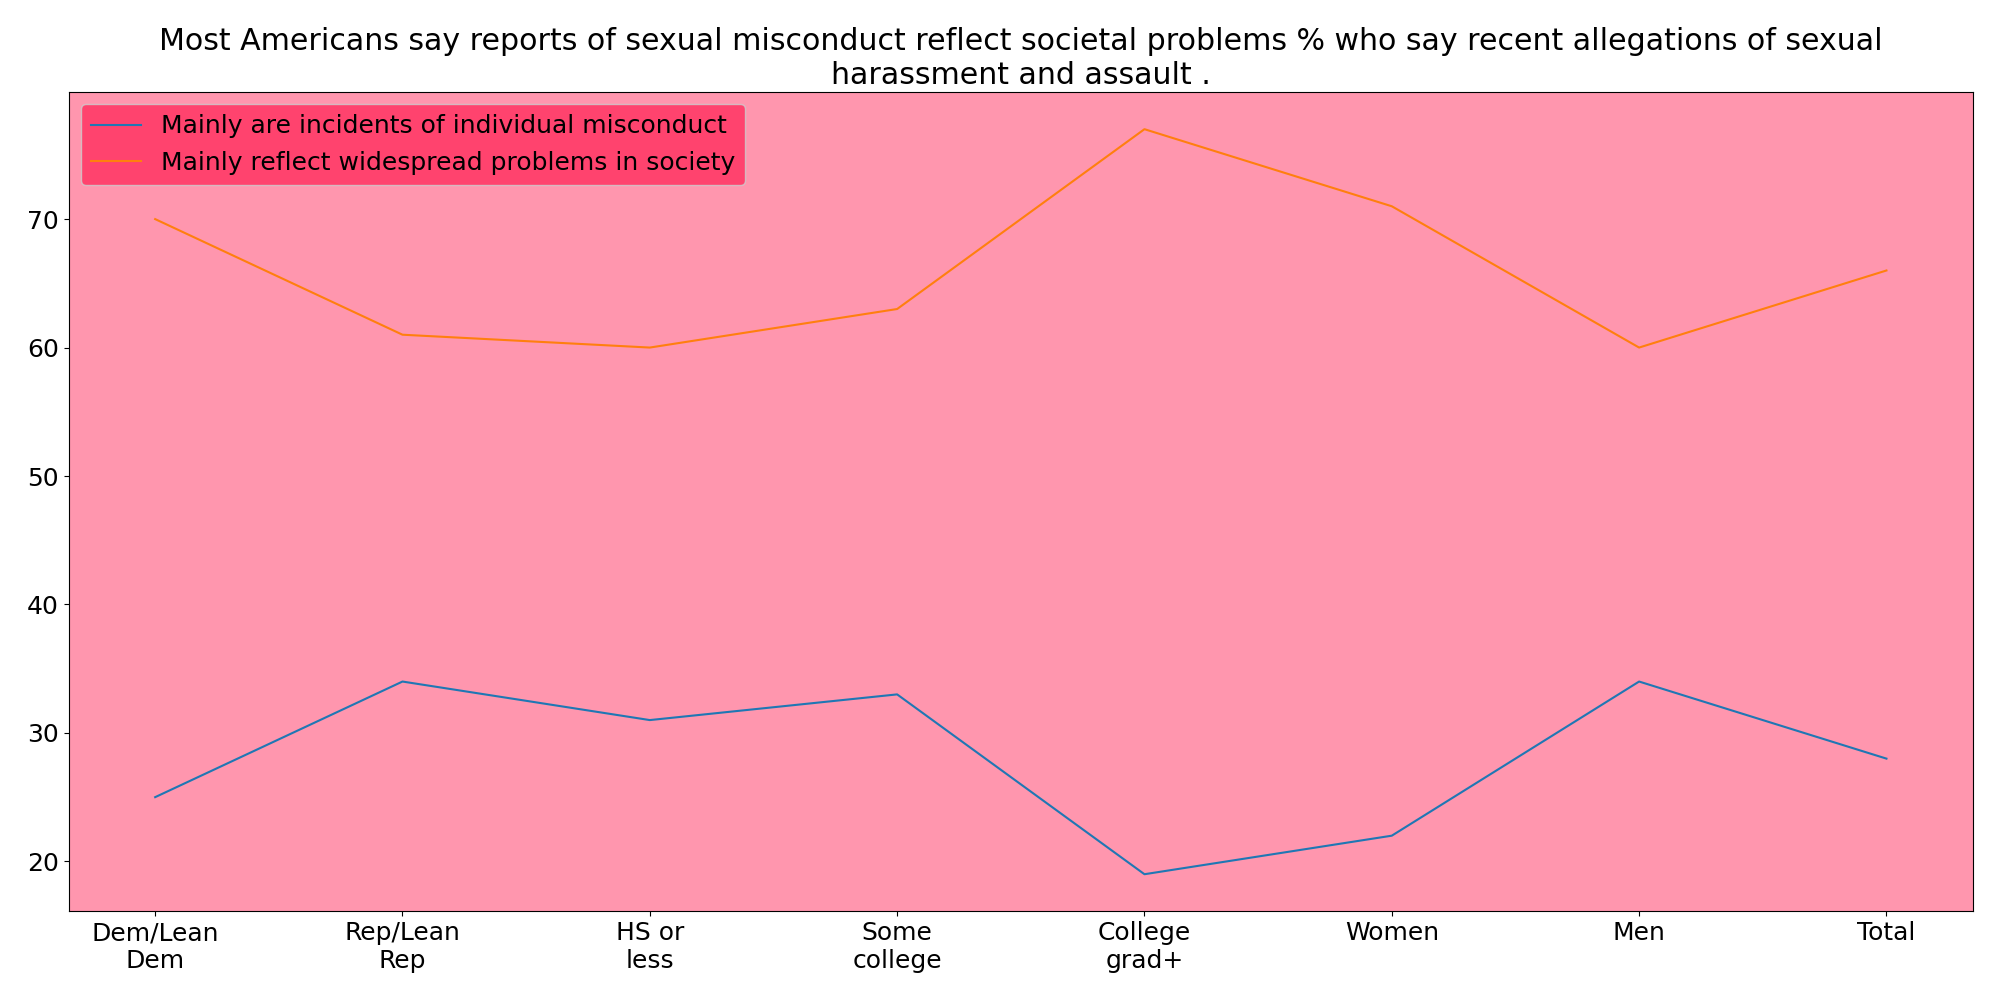 Most Americans say reports of sexual misconduct reflect societal problems % who say recent allegations of sexual
harassment and assault .
Mainly are incidents of individual misconduct
Mainly reflect widespread problems in society
70
60
50
40
30
20
Dem/Lean
Dem
Rep/Lean
Rep
HS or
less
Some
college
College
grad+
Women
Men
Total